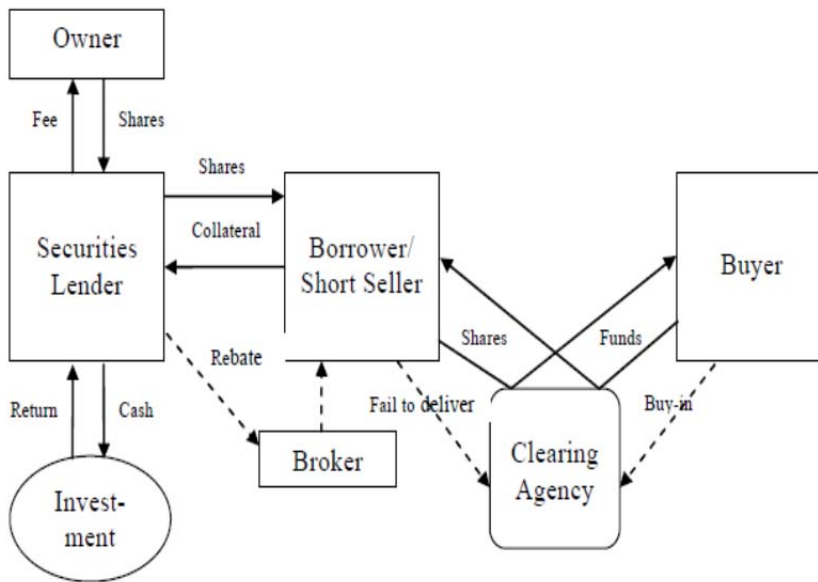 Owner
Fee
Shares
Shares
Securities
Lender
Collateral
Borrower/
Short Seller
Buyer
Rebate
Shares
Funds
Return
Cash
Fail to deliver
Buy-in
Broker
Clearing
Agency
Invest-
ment